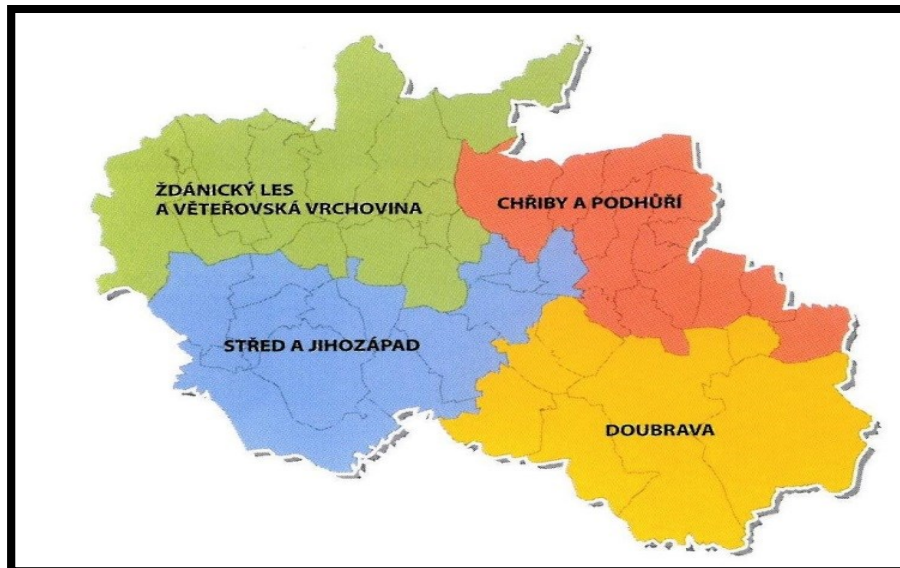 ŽDÁNICKÝ LES
A VĚTEŘOVSKÁ VRCHOVINA
CHŘIBY A PODHŮŘÍ
STŘED A JIHOZÁPAD
DOUBRAVA